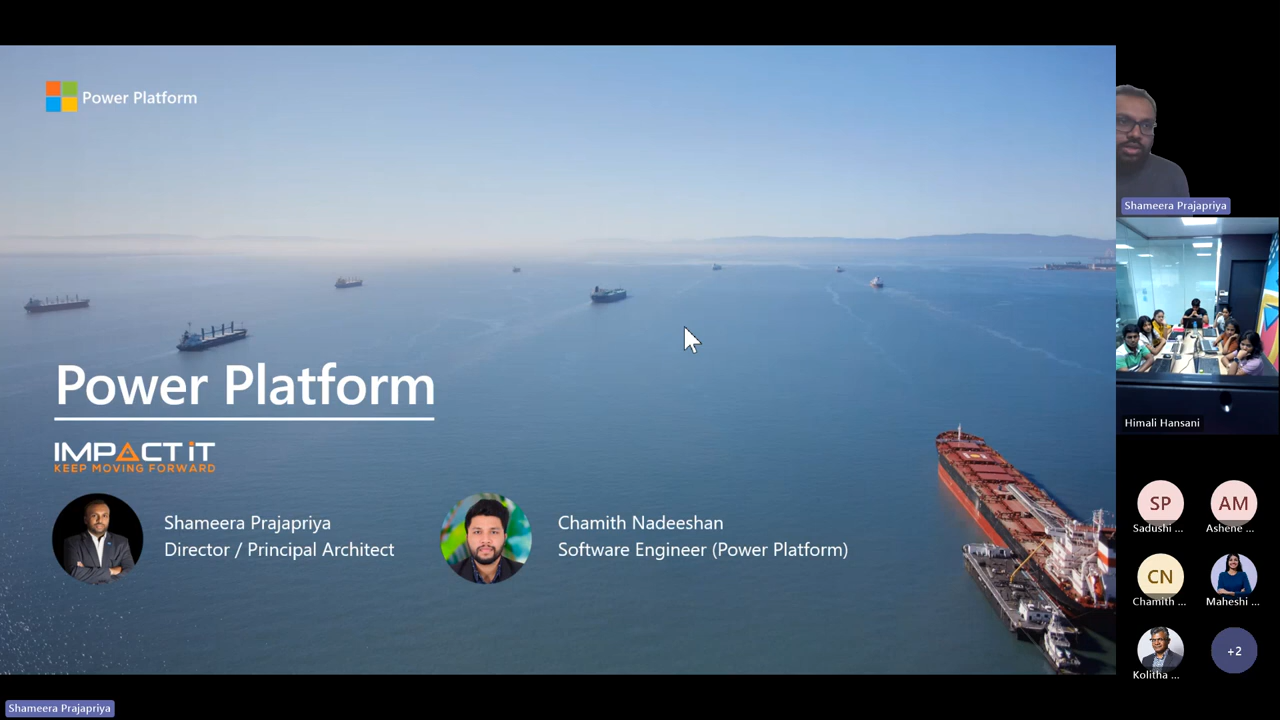 Power Platform
Power Platform
IMPACT iT
KEEP MOVING FORWARD
Shameera Prajapriya
Director / Principal Architect
Chamith Nadeeshan
Software Engineer (Power Platform)
Shameera Prajapriya
Himali Hansani
SP
Sadushi ...
AM
Ashene ...
CN
Chamith ...
Maheshi ...
Kolitha ...
+2
Shameera Prajapriya